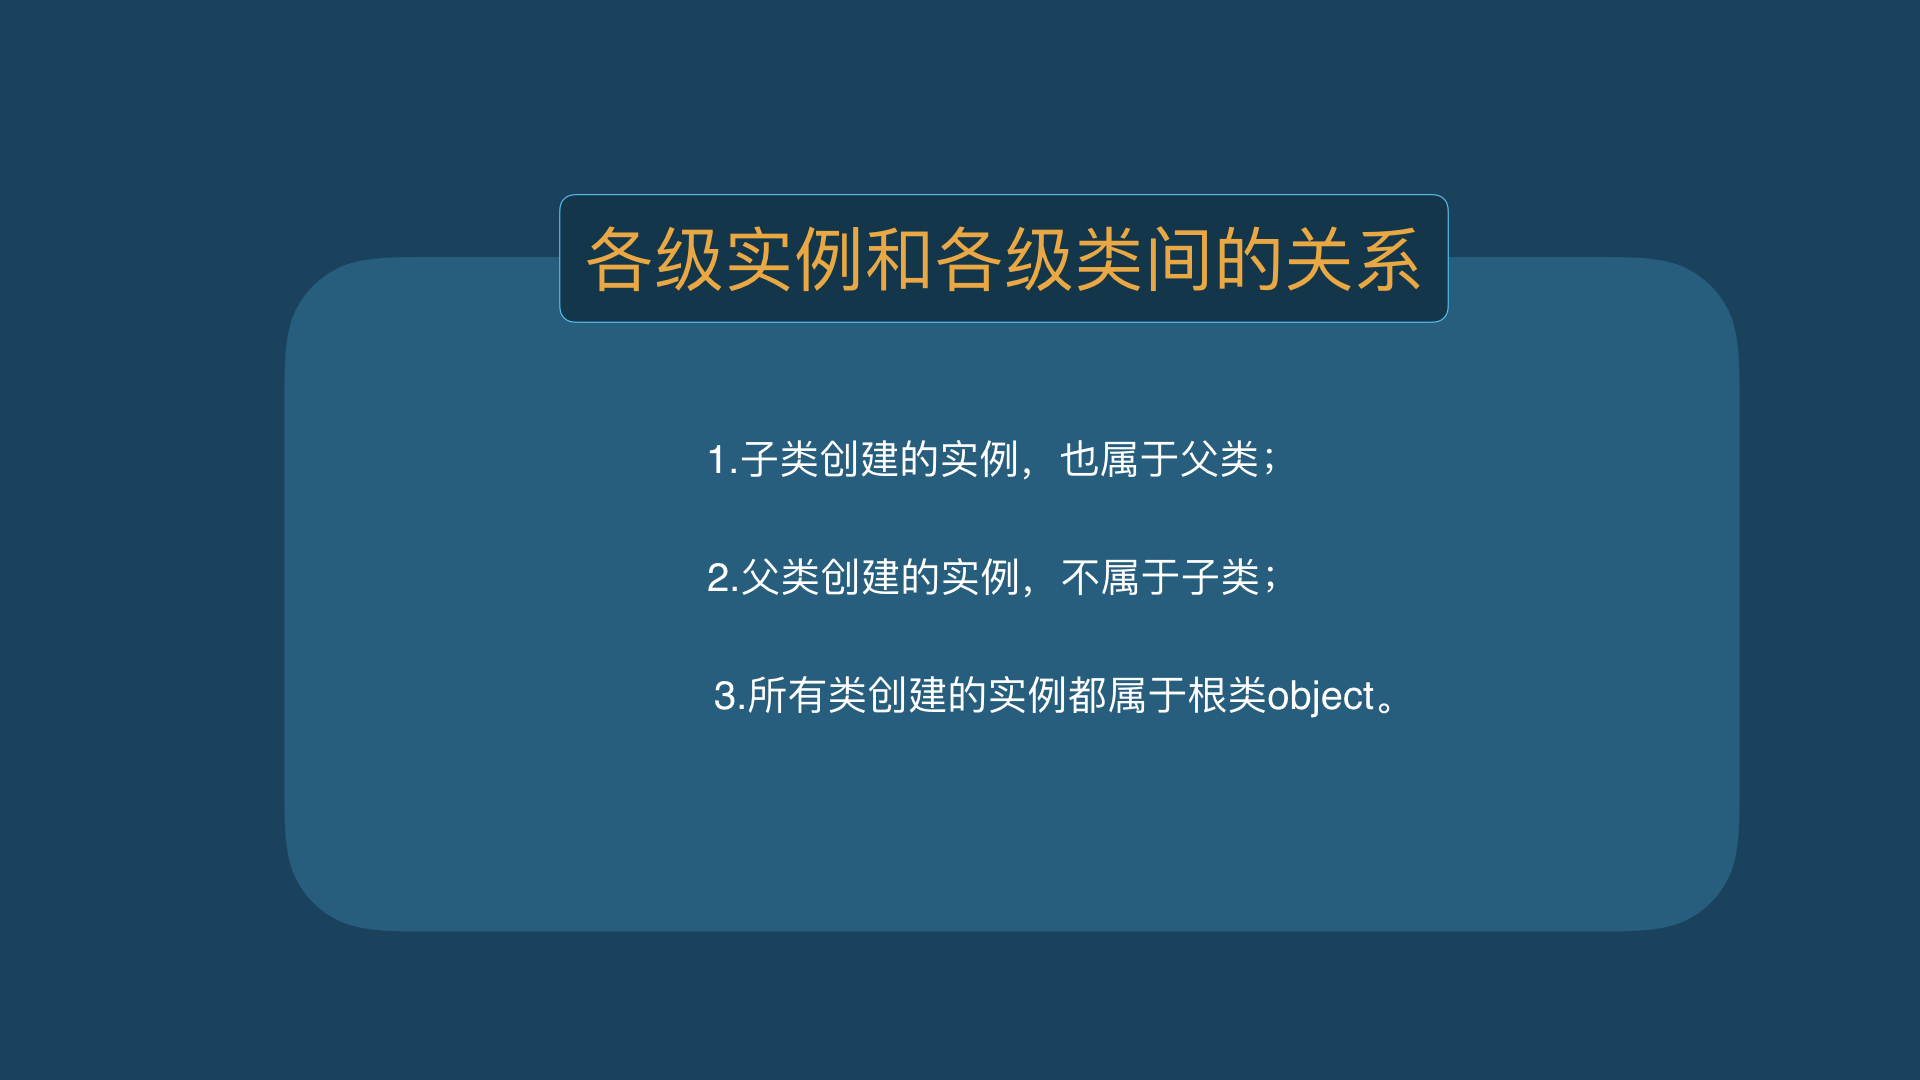 各级实例和各级类间的关系
1.子类创建的实例，也属于父类；
2.父类创建的实例，不属于子类；
3.所有类创建的实例都属于根类object。